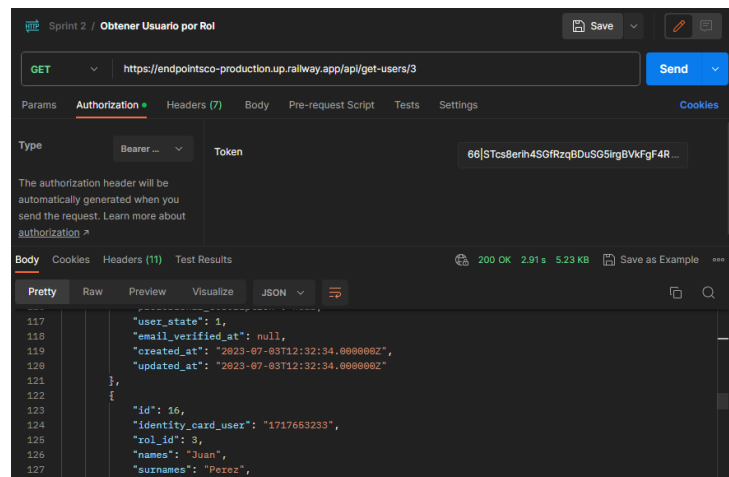 HTTP Sprint 2 / Obtener Usuario por Rol Save
GET https://endpointsco-production.up.railway.app/api/get-users/3 Send
Params Authorization Headers (7) Body Pre-request Script Tests Settings Cookies
Type Bearer ... Token 66|STcs8erih4SGfRzqBDuSG5irgBVkFgF4R ...
The authorization header will be
automatically generated when you
send the request. Learn more about
authorization ↗
Body Cookies Headers (11) Test Results 200 OK 2.91 s 5.23 KB Save as Example
Pretty Raw Preview Visualize JSON
117 "user_state": 1,
118 "email_verified_at": null,
119 "created_at": "2023-07-03T12:32:34.000000Z",
120 "updated_at": "2023-07-03T12:32:34.000000Z"
121 },
122 {
123 "id": 16,
124 "identity_card_user": "1717653233",
125 "rol_id": 3,
126 "names": "Juan",
127 "surnames": "Perez",